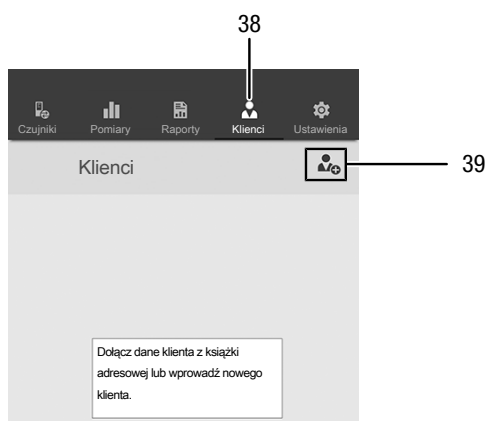 38
Czujniki Pomiary Raporty Klienci Ustawienia
Klienci
39
Dołącz dane klienta z książki
adresowej lub wprowadź nowego
klienta.